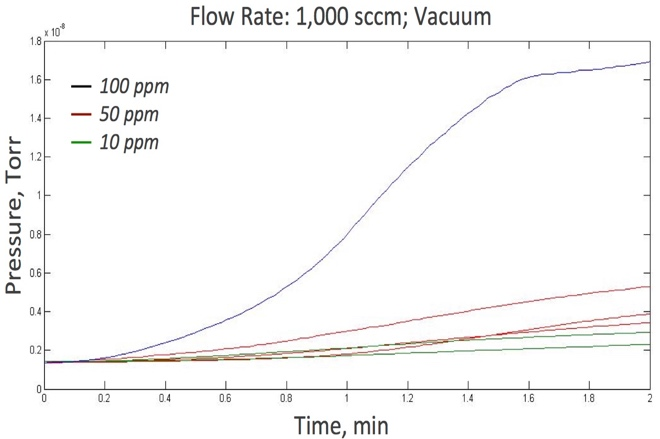 Flow Rate: 1,000 sccm; Vacuum
× 10⁻⁸
1.8
1.6
1.4
1.2
1
0.8
0.6
0.4
0.2
0
100 ppm
50 ppm
10 ppm
Pressure, Torr
0 0.2 0.4 0.6 0.8 1 1.2 1.4 1.6 1.8 2
Time, min